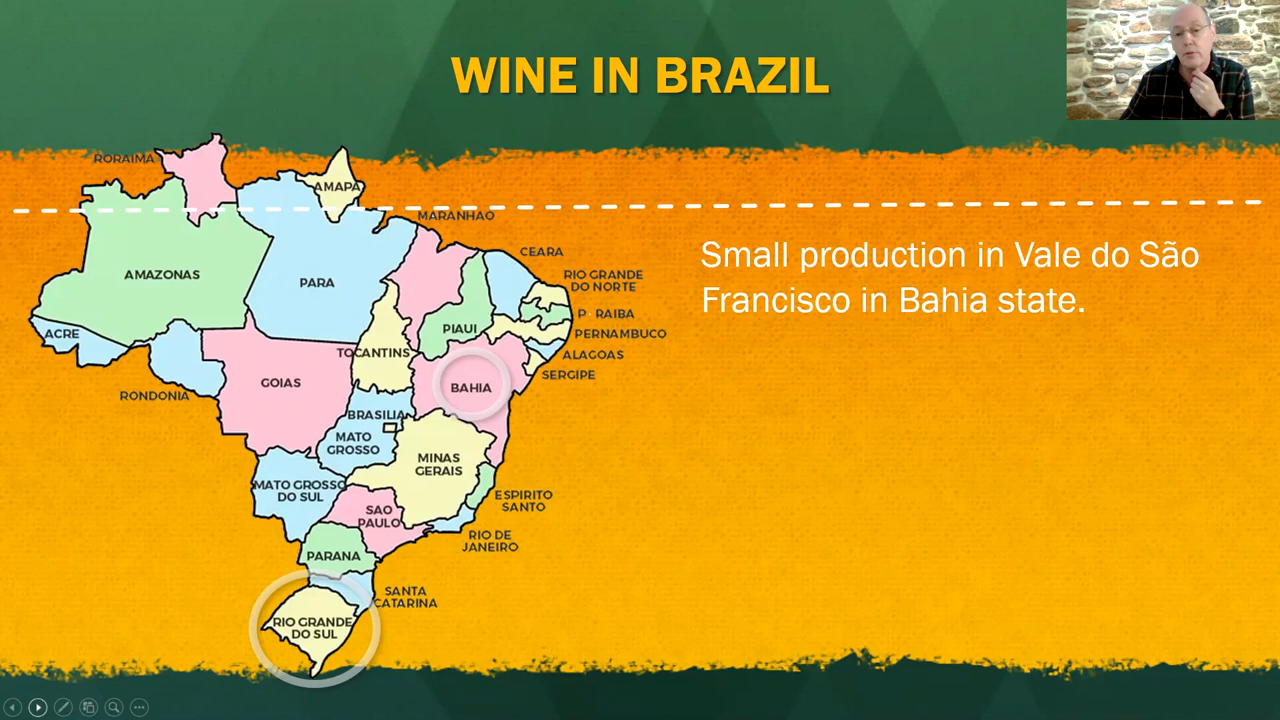 WINE IN BRAZIL
RORAIMA
AMAPA
MARANHAO
Small production in Vale do São
Francisco in Bahia state.
CEARA
AMAZONAS
PARA
RIO GRANDE
DO NORTE
P - RAIBA
ACRE
PIAUI
PERNAMBUCO
TOCANTINS
ALAGOAS
GOIAS
BAHIA
SERGIPE
RONDONIA
BRASILIA
MATO
GROSSO
MINAS
GERAIS
MATO GROSSO
DO SUL
ESPIRITO
SANTO
SAO
PAULO
RIO DE
JANEIRO
PARANA
SANTA
CATARINA
RIO GRANDE
DO SUL